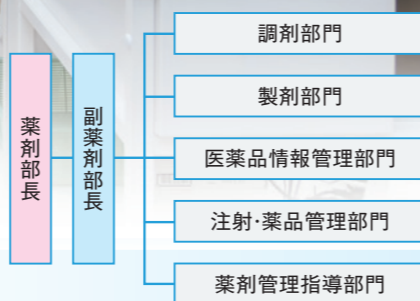 薬剤部長
副薬剤部長
調剤部門
製剤部門
医薬品情報管理部門
注射・薬品管理部門
薬剤管理指導部門